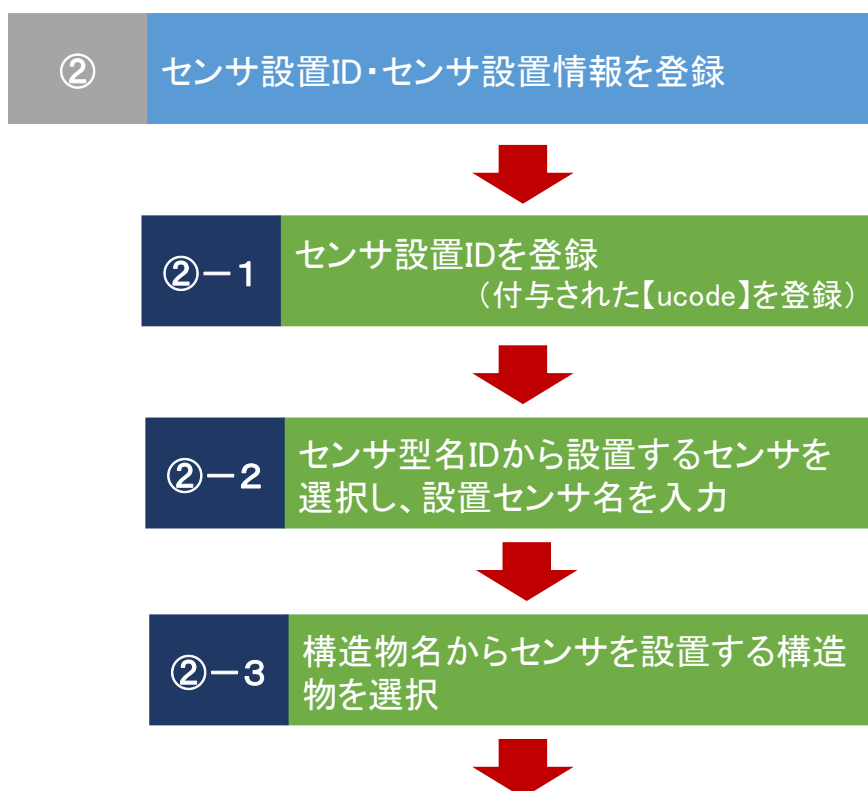 ② センサ設置ID・センサ設置情報を登録
②－1 センサ設置IDを登録
（付与された【ucode】を登録）
②－2 センサ型名IDから設置するセンサを
選択し、設置センサ名を入力
②－3 構造物名からセンサを設置する構造
物を選択